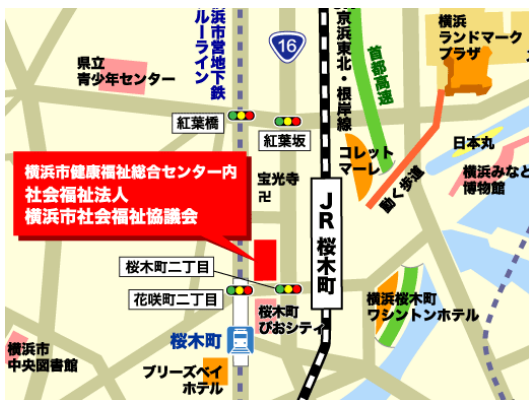 横浜市営地下鉄
ブルーライン
16
京浜東北・根岸線
首都高速
横浜
ランドマーク
プラザ
県立
青少年センター
紅葉橋
紅葉坂
コレット
マーレ
日本丸
横浜みなと
博物館
動く歩道
横浜市健康福祉総合センター内
社会福祉法人
横浜市社会福祉協議会
宝光寺
卍
JR 桜木町
桜木町二丁目
花咲町二丁目
桜木町
ぴおシティ
横浜桜木町
ワシントンホテル
桜木町
横浜市
中央図書館
ブリーズベイ
ホテル